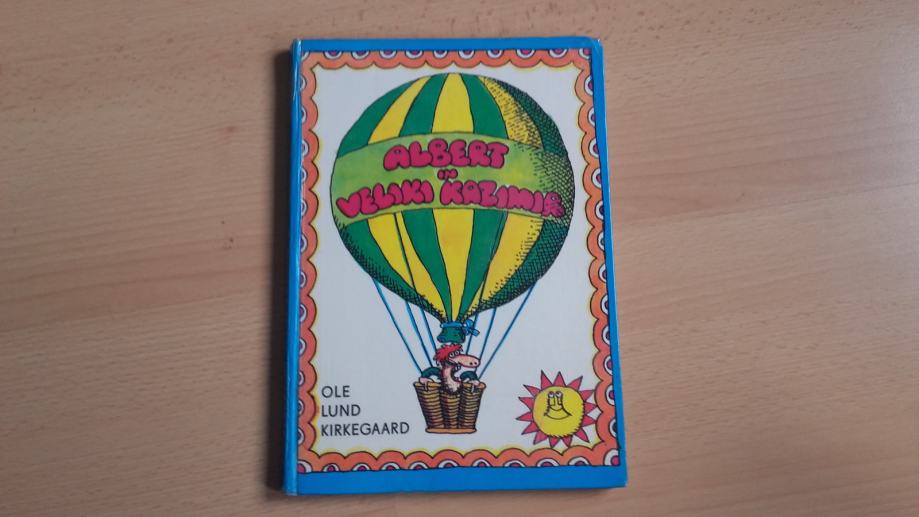 ALBERT
IN
VELIKI KAZIMIR
OLE
LUND
KIRKEGAARD